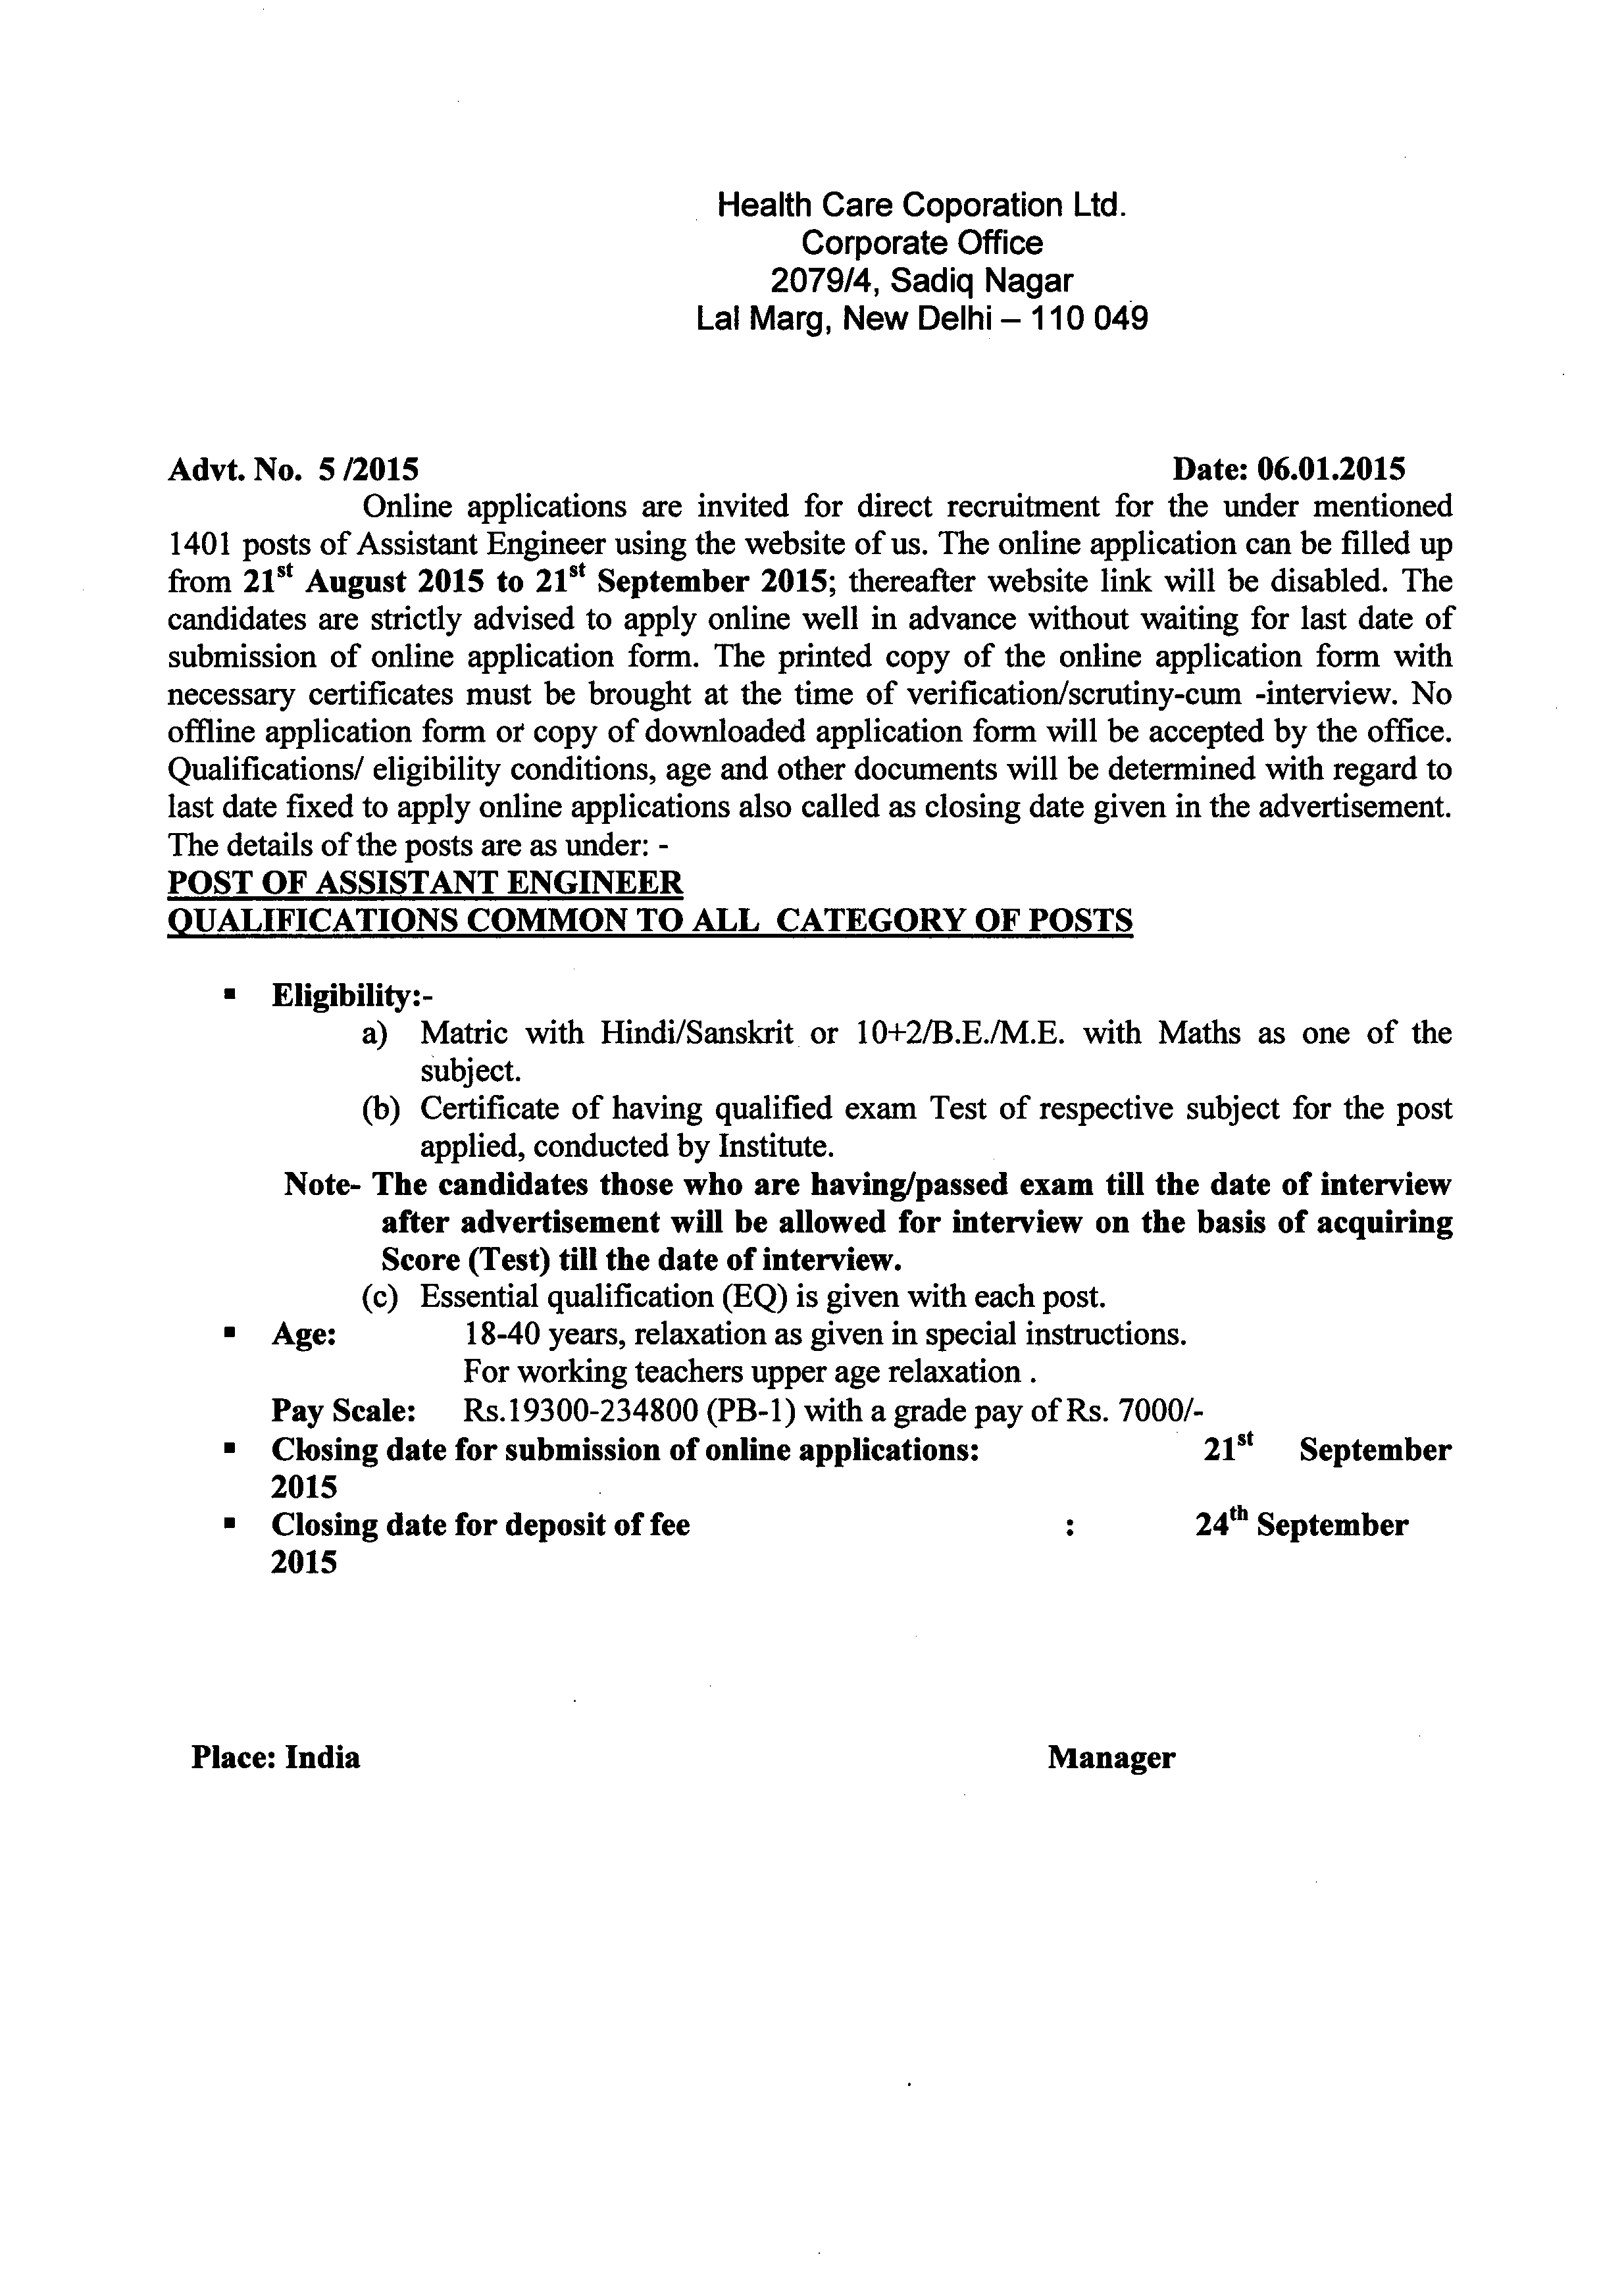 Health Care Coporation Ltd.
Corporate Office
2079/4, Sadiq Nagar
Lal Marg, New Delhi – 110 049
Advt. No. 5 /2015 Date: 06.01.2015
Online applications are invited for direct recruitment for the under mentioned
1401 posts of Assistant Engineer using the website of us. The online application can be filled up
from 21st August 2015 to 21st September 2015; thereafter website link will be disabled. The
candidates are strictly advised to apply online well in advance without waiting for last date of
submission of online application form. The printed copy of the online application form with
necessary certificates must be brought at the time of verification/scrutiny-cum -interview. No
offline application form or copy of downloaded application form will be accepted by the office.
Qualifications/ eligibility conditions, age and other documents will be determined with regard to
last date fixed to apply online applications also called as closing date given in the advertisement.
The details of the posts are as under: -
POST OF ASSISTANT ENGINEER
QUALIFICATIONS COMMON TO ALL CATEGORY OF POSTS
▪ Eligibility:-
a) Matric with Hindi/Sanskrit or 10+2/B.E./M.E. with Maths as one of the
subject.
(b) Certificate of having qualified exam Test of respective subject for the post
applied, conducted by Institute.
Note- The candidates those who are having/passed exam till the date of interview
after advertisement will be allowed for interview on the basis of acquiring
Score (Test) till the date of interview.
(c) Essential qualification (EQ) is given with each post.
▪ Age: 18-40 years, relaxation as given in special instructions.
For working teachers upper age relaxation .
Pay Scale: Rs.19300-234800 (PB-1) with a grade pay of Rs. 7000/-
▪ Closing date for submission of online applications: 21st September
2015
▪ Closing date for deposit of fee : 24th September
2015
Place: India Manager